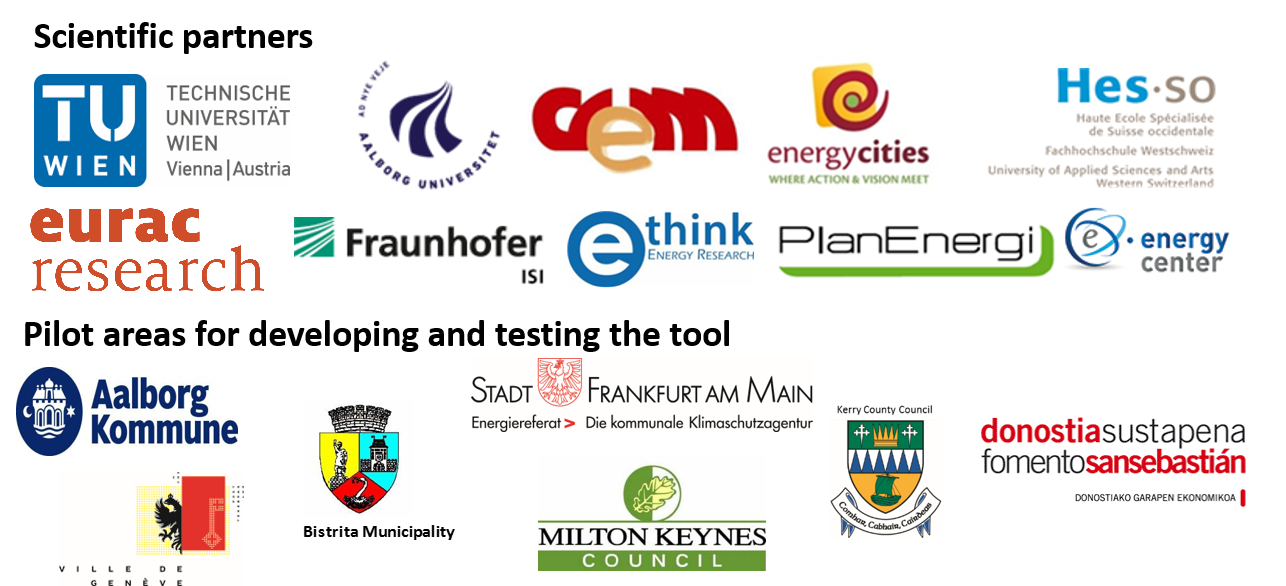 Scientific partners
TU
WIEN
TECHNISCHE
UNIVERSITÄT
WIEN
Vienna | Austria
AD NYE VEJE
AALBORG UNIVERSITET
cem
energycities
WHERE ACTION & VISION MEET
Hes·so
Haute Ecole Spécialisée
de Suisse occidentale
Fachhochschule Westschweiz
University of Applied Sciences and Arts
Western Switzerland
eurac
research
Fraunhofer
ISI
e think
ENERGY RESEARCH
PlanEnergi
e energy
center
Pilot areas for developing and testing the tool
Aalborg
Kommune
Bistrita Municipality
STADT FRANKFURT AM MAIN
Energiereferat > Die kommunale Klimaschutzagentur
Kerry County Council
Comhar, Cabhair, Cairdeas
donostiasustapena
fomentosansebastián
DONOSTIAKO GARAPEN EKONOMIKOA
VILLE DE
GENÈVE
MILTON KEYNES
COUNCIL